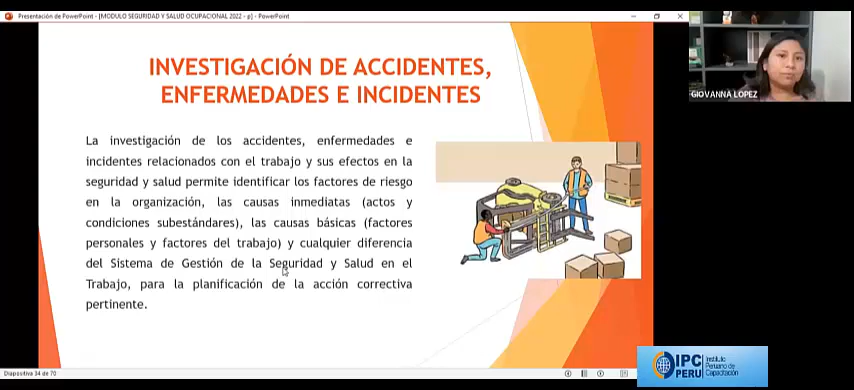 Presentación de PowerPoint - [MODULO SEGURIDAD Y SALUD OCUPACIONAL 2022 - p] - PowerPoint
INVESTIGACIÓN DE ACCIDENTES,
ENFERMEDADES E INCIDENTES
La investigación de los accidentes, enfermedades e
incidentes relacionados con el trabajo y sus efectos en la
seguridad y salud permite identificar los factores de riesgo
en la organización, las causas inmediatas (actos y
condiciones subestándares), las causas básicas (factores
personales y factores del trabajo) y cualquier diferencia
del Sistema de Gestión de la Seguridad y Salud en el
Trabajo, para la planificación de la acción correctiva
pertinente.
GIOVANNA LOPEZ
Diapositiva 34 de 70
IPC
PERU
Instituto
Peruano de
Capacitación